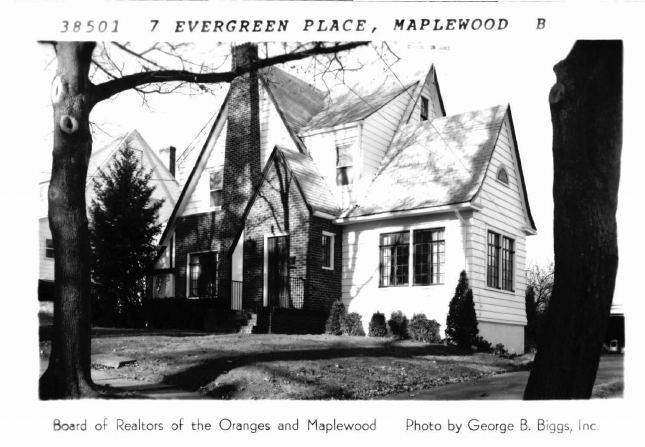 38501 7 EVERGREEN PLACE, MAPLEWOOD B
Board of Realtors of the Oranges and Maplewood Photo by George B. Biggs, Inc.